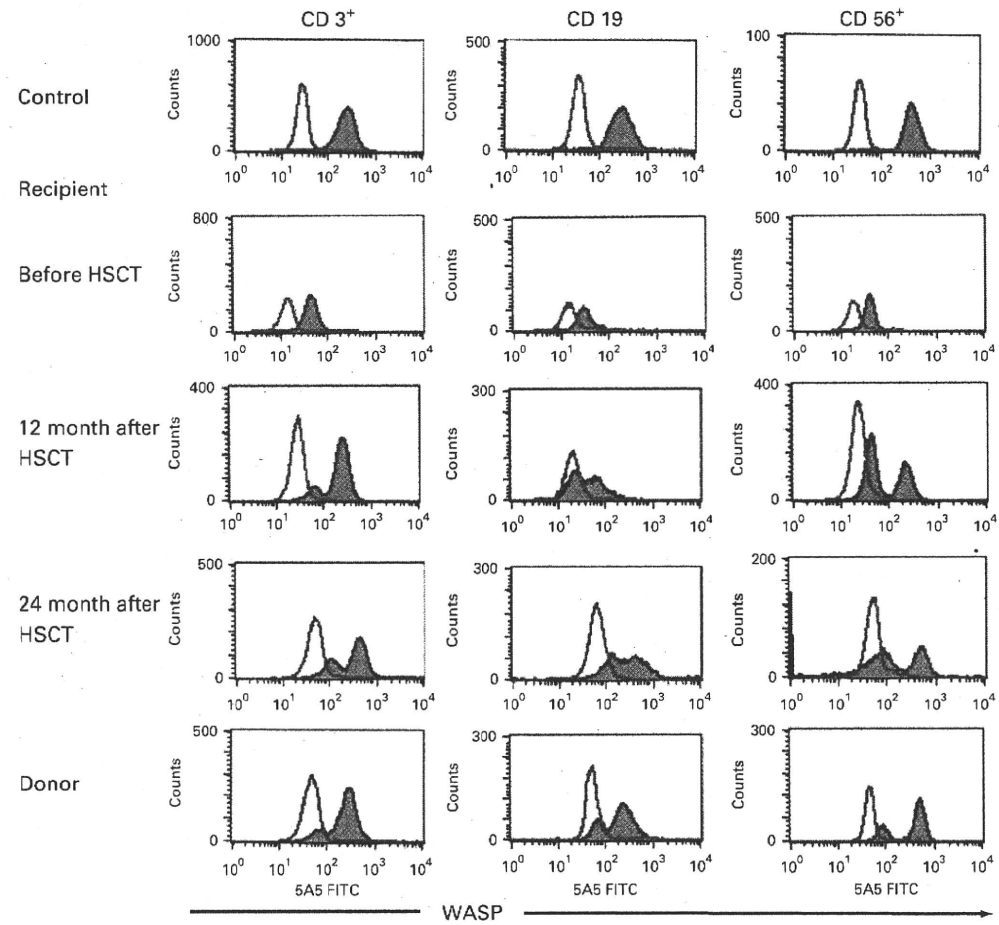 CD 3+ CD 19 CD 56+
Control
Counts 1000 0 10^0 10^1 10^2 10^3 10^4
Counts 500 0 10^0 10^1 10^2 10^3 10^4
Counts 100 0 10^0 10^1 10^2 10^3 10^4
Recipient
Before HSCT
Counts 800 0 10^0 10^1 10^2 10^3 10^4
Counts 500 0 10^0 10^1 10^2 10^3 10^4
Counts 500 0 10^0 10^1 10^2 10^3 10^4
12 month after
HSCT
Counts 400 0 10^0 10^1 10^2 10^3 10^4
Counts 300 0 10^0 10^1 10^2 10^3 10^4
Counts 400 0 10^0 10^1 10^2 10^3 10^4
24 month after
HSCT
Counts 500 0 10^0 10^1 10^2 10^3 10^4
Counts 300 0 10^0 10^1 10^2 10^3 10^4
Counts 200 0 10^0 10^1 10^2 10^3 10^4
Donor
Counts 500 0 10^0 10^1 10^2 10^3 10^4
Counts 300 0 10^0 10^1 10^2 10^3 10^4
Counts 300 0 10^0 10^1 10^2 10^3 10^4
5A5 FITC 5A5 FITC 5A5 FITC
WASP